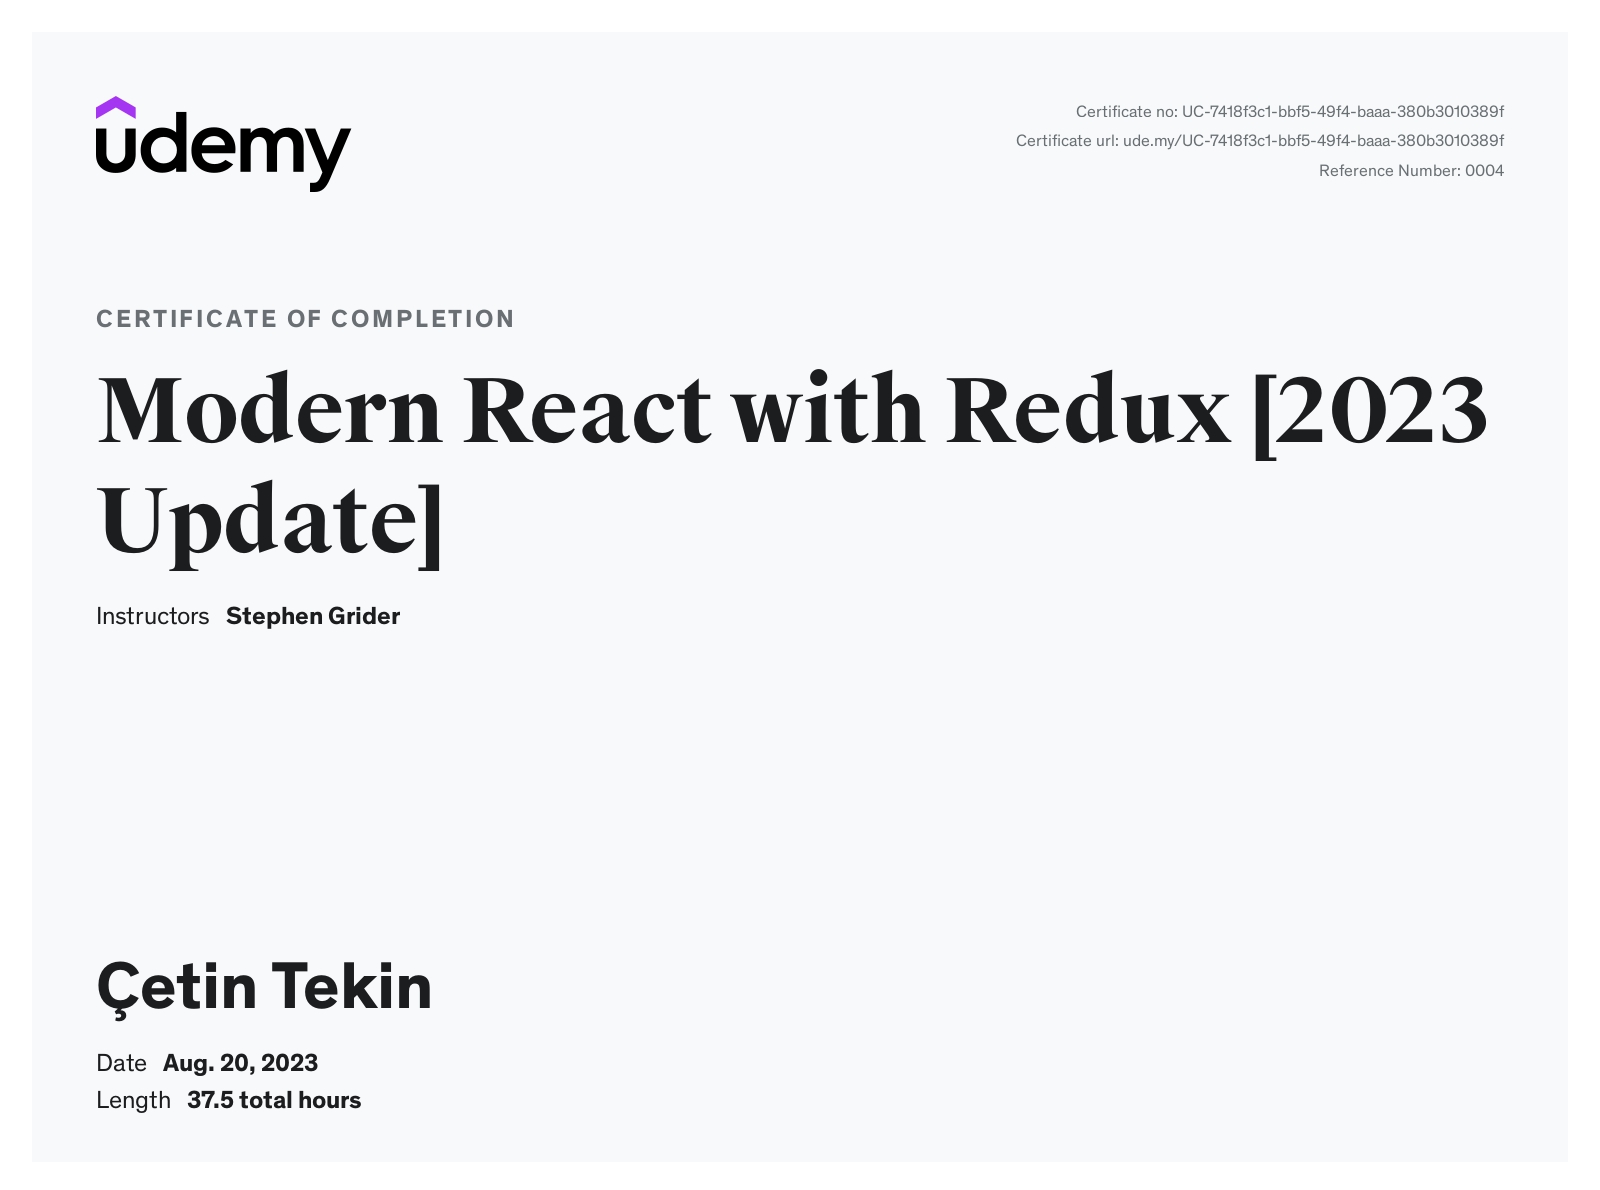 udemy
Certificate no: UC-7418f3c1-bbf5-49f4-baaa-380b3010389f
Certificate url: ude.my/UC-7418f3c1-bbf5-49f4-baaa-380b3010389f
Reference Number: 0004
CERTIFICATE OF COMPLETION
Modern React with Redux [2023
Update]
Instructors Stephen Grider
Çetin Tekin
Date Aug. 20, 2023
Length 37.5 total hours